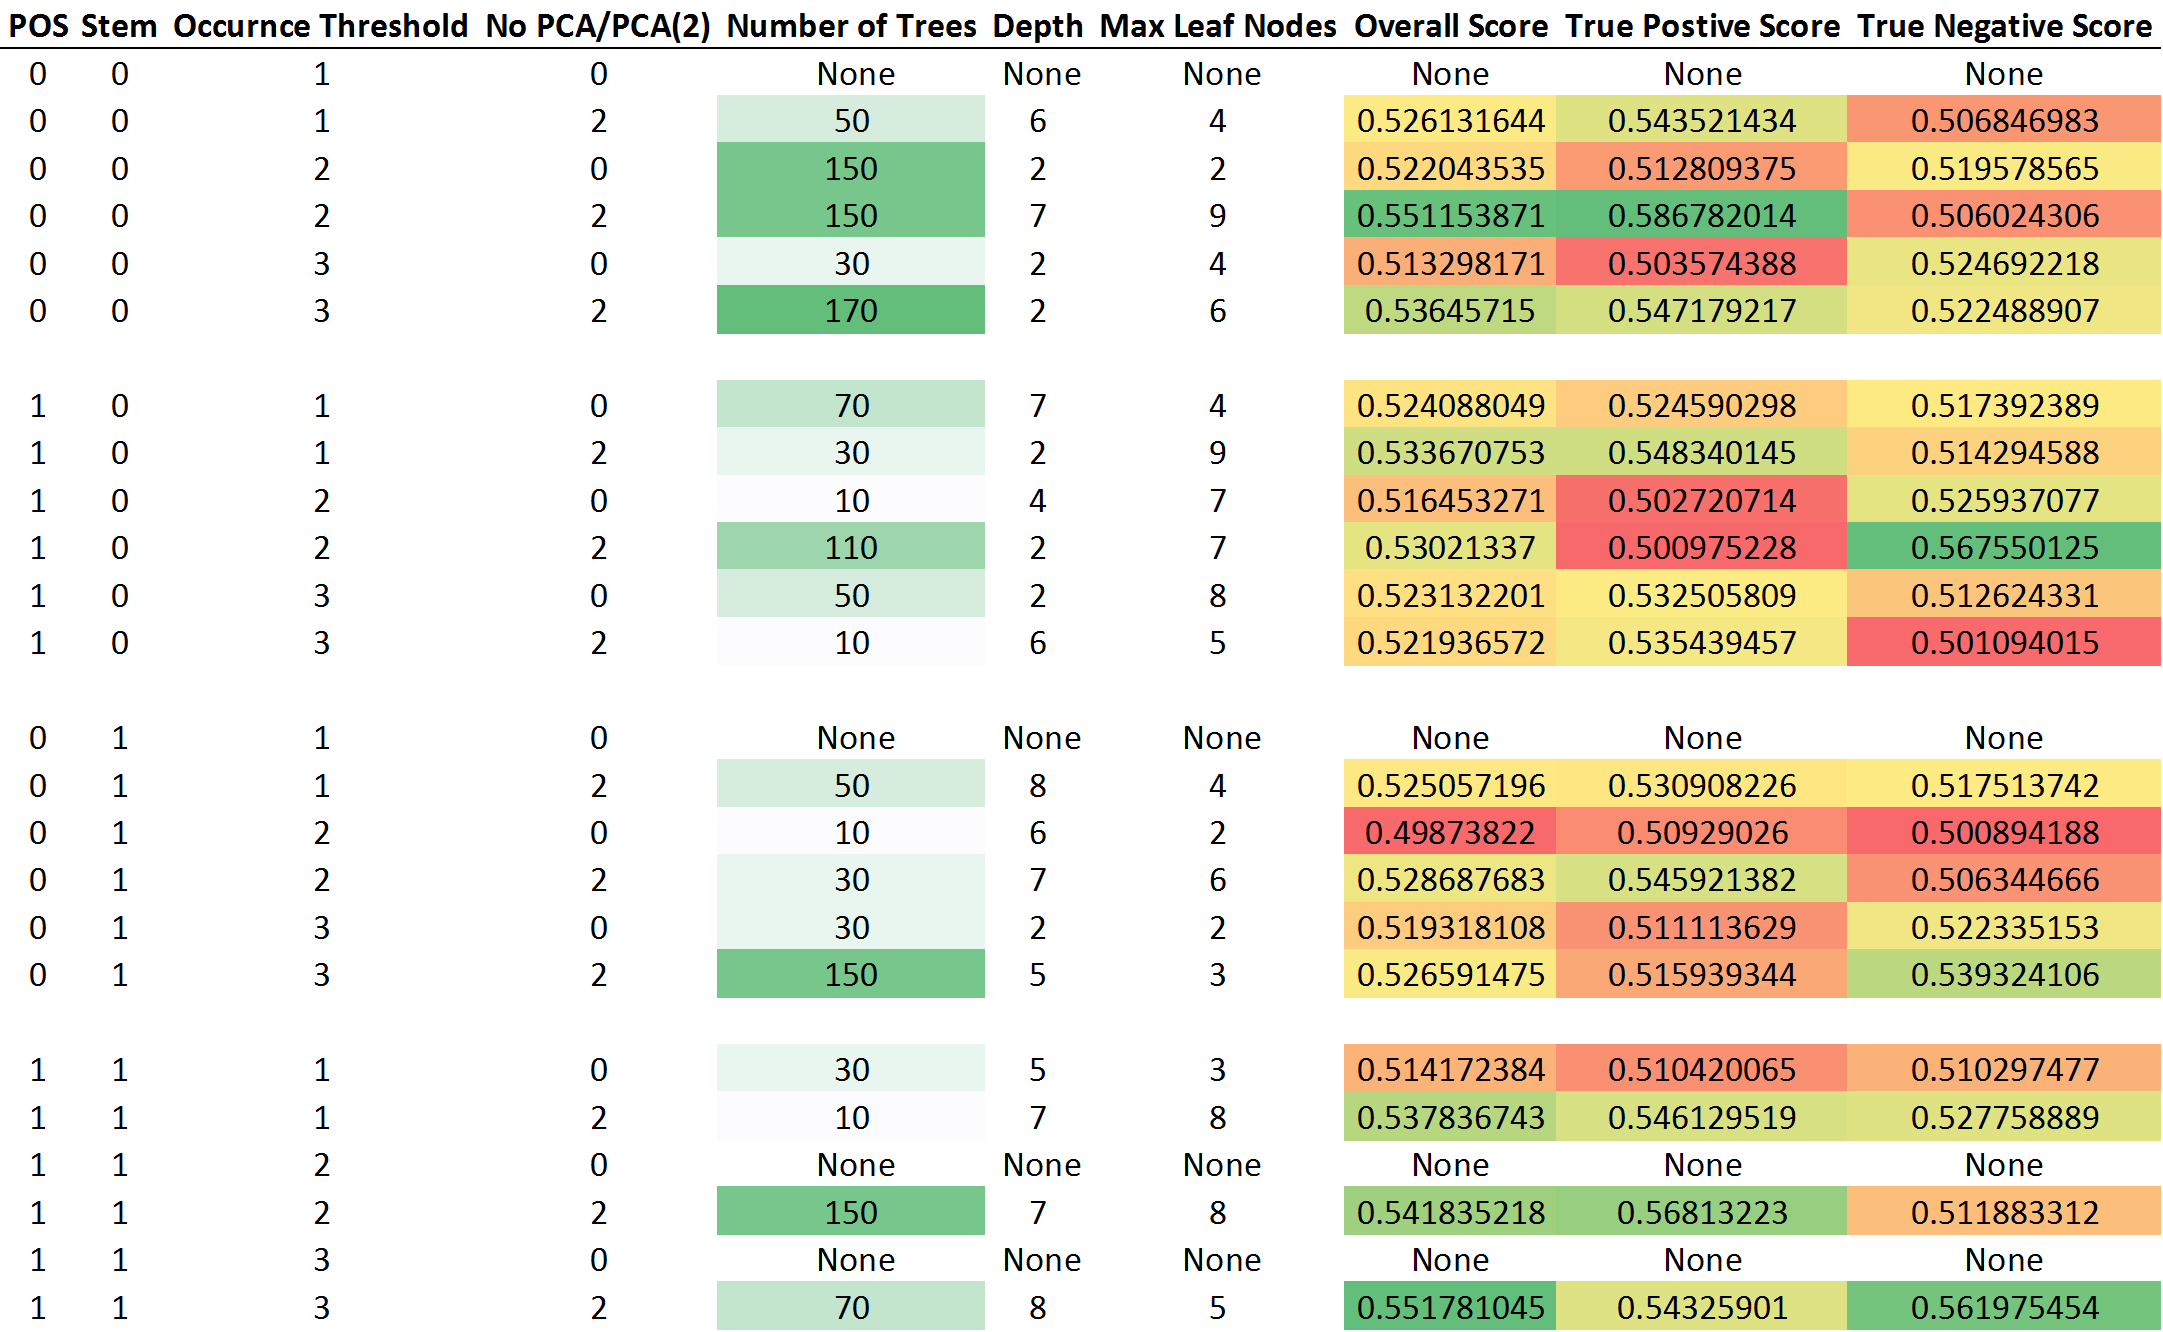 POS Stem Occurnce Threshold No PCA/PCA(2) Number of Trees Depth Max Leaf Nodes Overall Score True Postive Score True Negative Score
0 0 1 0 None None None None None None
0 0 1 2 50 6 4 0.526131644 0.543521434 0.506846983
0 0 2 0 150 2 2 0.522043535 0.512809375 0.519578565
0 0 2 2 150 7 9 0.551153871 0.586782014 0.506024306
0 0 3 0 30 2 4 0.513298171 0.503574388 0.524692218
0 0 3 2 170 2 6 0.53645715 0.547179217 0.522488907
1 0 1 0 70 7 4 0.524088049 0.524590298 0.517392389
1 0 1 2 30 2 9 0.533670753 0.548340145 0.514294588
1 0 2 0 10 4 7 0.516453271 0.502720714 0.525937077
1 0 2 2 110 2 7 0.53021337 0.500975228 0.567550125
1 0 3 0 50 2 8 0.523132201 0.532505809 0.512624331
1 0 3 2 10 6 5 0.521936572 0.535439457 0.501094015
0 1 1 0 None None None None None None
0 1 1 2 50 8 4 0.525057196 0.530908226 0.517513742
0 1 2 0 10 6 2 0.49873822 0.50929026 0.500894188
0 1 2 2 30 7 6 0.528687683 0.545921382 0.506344666
0 1 3 0 30 2 2 0.519318108 0.511113629 0.522335153
0 1 3 2 150 5 3 0.526591475 0.515939344 0.539324106
1 1 1 0 30 5 3 0.514172384 0.510420065 0.510297477
1 1 1 2 10 7 8 0.537836743 0.546129519 0.527758889
1 1 2 0 None None None None None None
1 1 2 2 150 7 8 0.541835218 0.56813223 0.511883312
1 1 3 0 None None None None None None
1 1 3 2 70 8 5 0.551781045 0.54325901 0.561975454